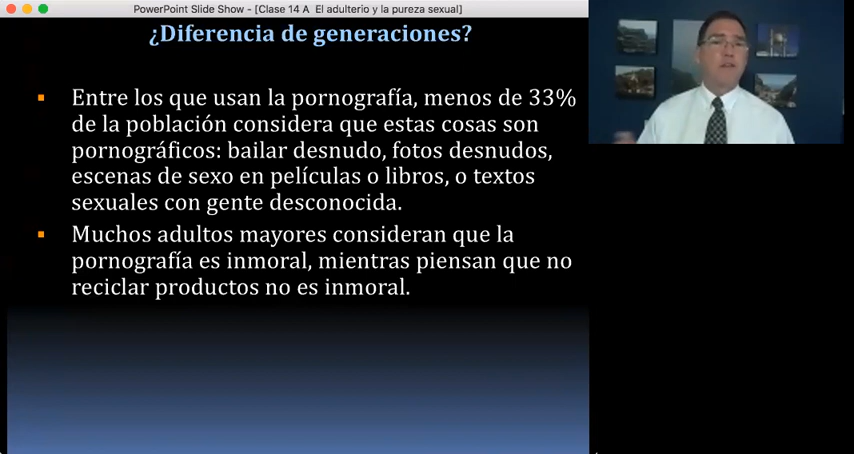 PowerPoint Slide Show - [Clase 14 A  El adulterio y la pureza sexual]
¿Diferencia de generaciones?
Entre los que usan la pornografía, menos de 33%
de la población considera que estas cosas son
pornográficos: bailar desnudo, fotos desnudos,
escenas de sexo en películas o libros, o textos
sexuales con gente desconocida.
Muchos adultos mayores consideran que la
pornografía es inmoral, mientras piensan que no
reciclar productos no es inmoral.